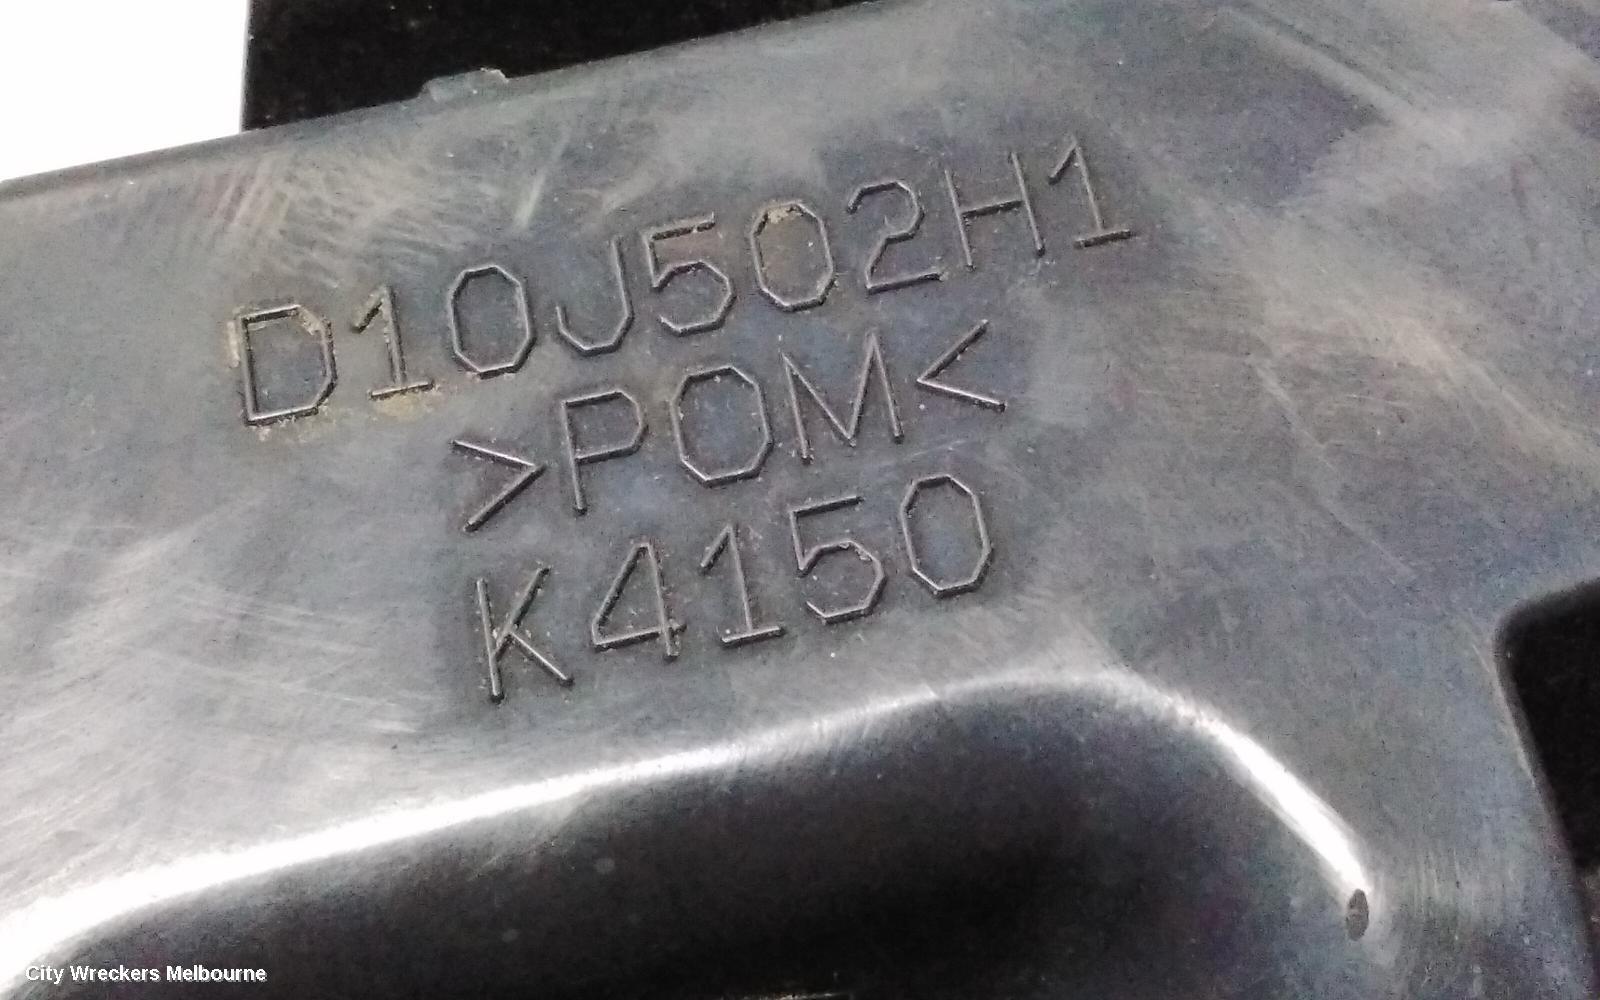 D10J502H1
>POM<
K4150
City Wreckers Melbourne